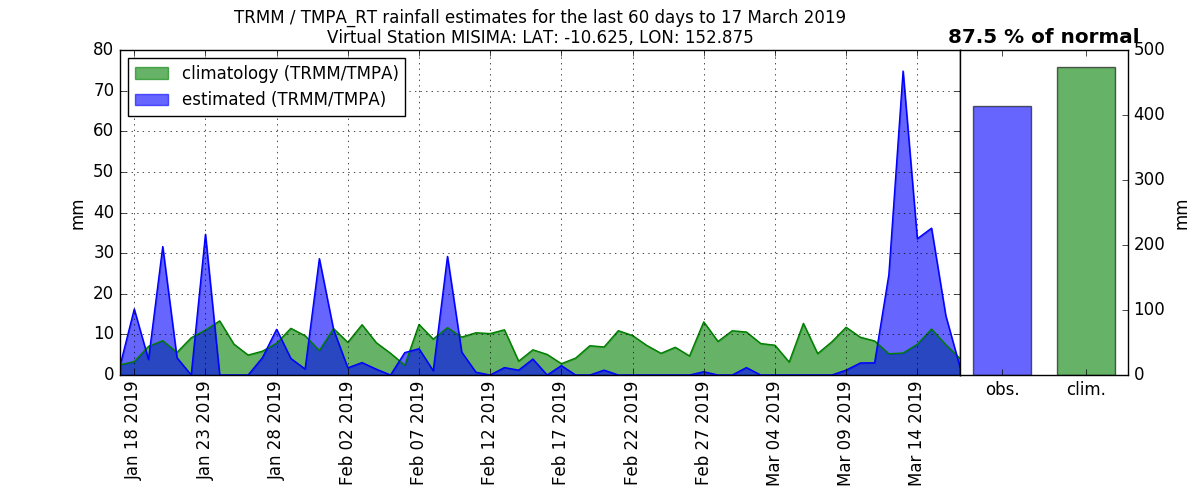 TRMM / TMPA_RT rainfall estimates for the last 60 days to 17 March 2019
Virtual Station MISIMA: LAT: -10.625, LON: 152.875
87.5 % of normal
climatology (TRMM/TMPA)
estimated (TRMM/TMPA)
80
70
60
50
40
30
20
10
0
mm
Jan 18 2019
Jan 23 2019
Jan 28 2019
Feb 02 2019
Feb 07 2019
Feb 12 2019
Feb 17 2019
Feb 22 2019
Feb 27 2019
Mar 04 2019
Mar 09 2019
Mar 14 2019
500
400
300
200
100
0
mm
obs.
clim.